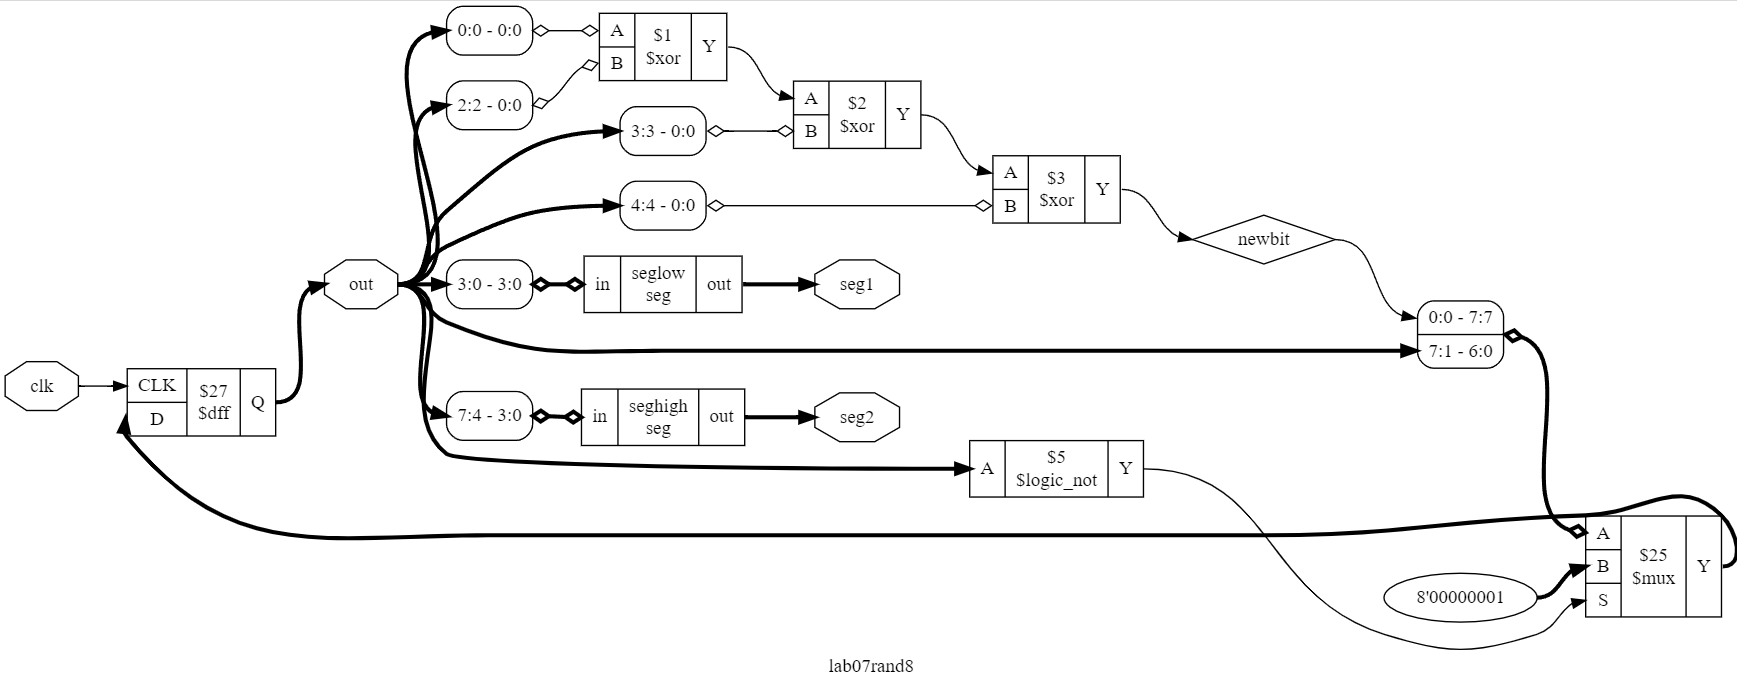 0:0 - 0:0
A
B
$1
$xor
Y
2:2 - 0:0
A
B
$2
$xor
Y
3:3 - 0:0
A
B
$3
$xor
Y
4:4 - 0:0
newbit
out
3:0 - 3:0
in
seglow
seg
out
seg1
0:0 - 7:7
7:1 - 6:0
clk
CLK
D
$27
$dff
Q
7:4 - 3:0
in
seghigh
seg
out
seg2
A
$5
$logic_not
Y
8'00000001
A
B
S
$25
$mux
Y
lab07rand8